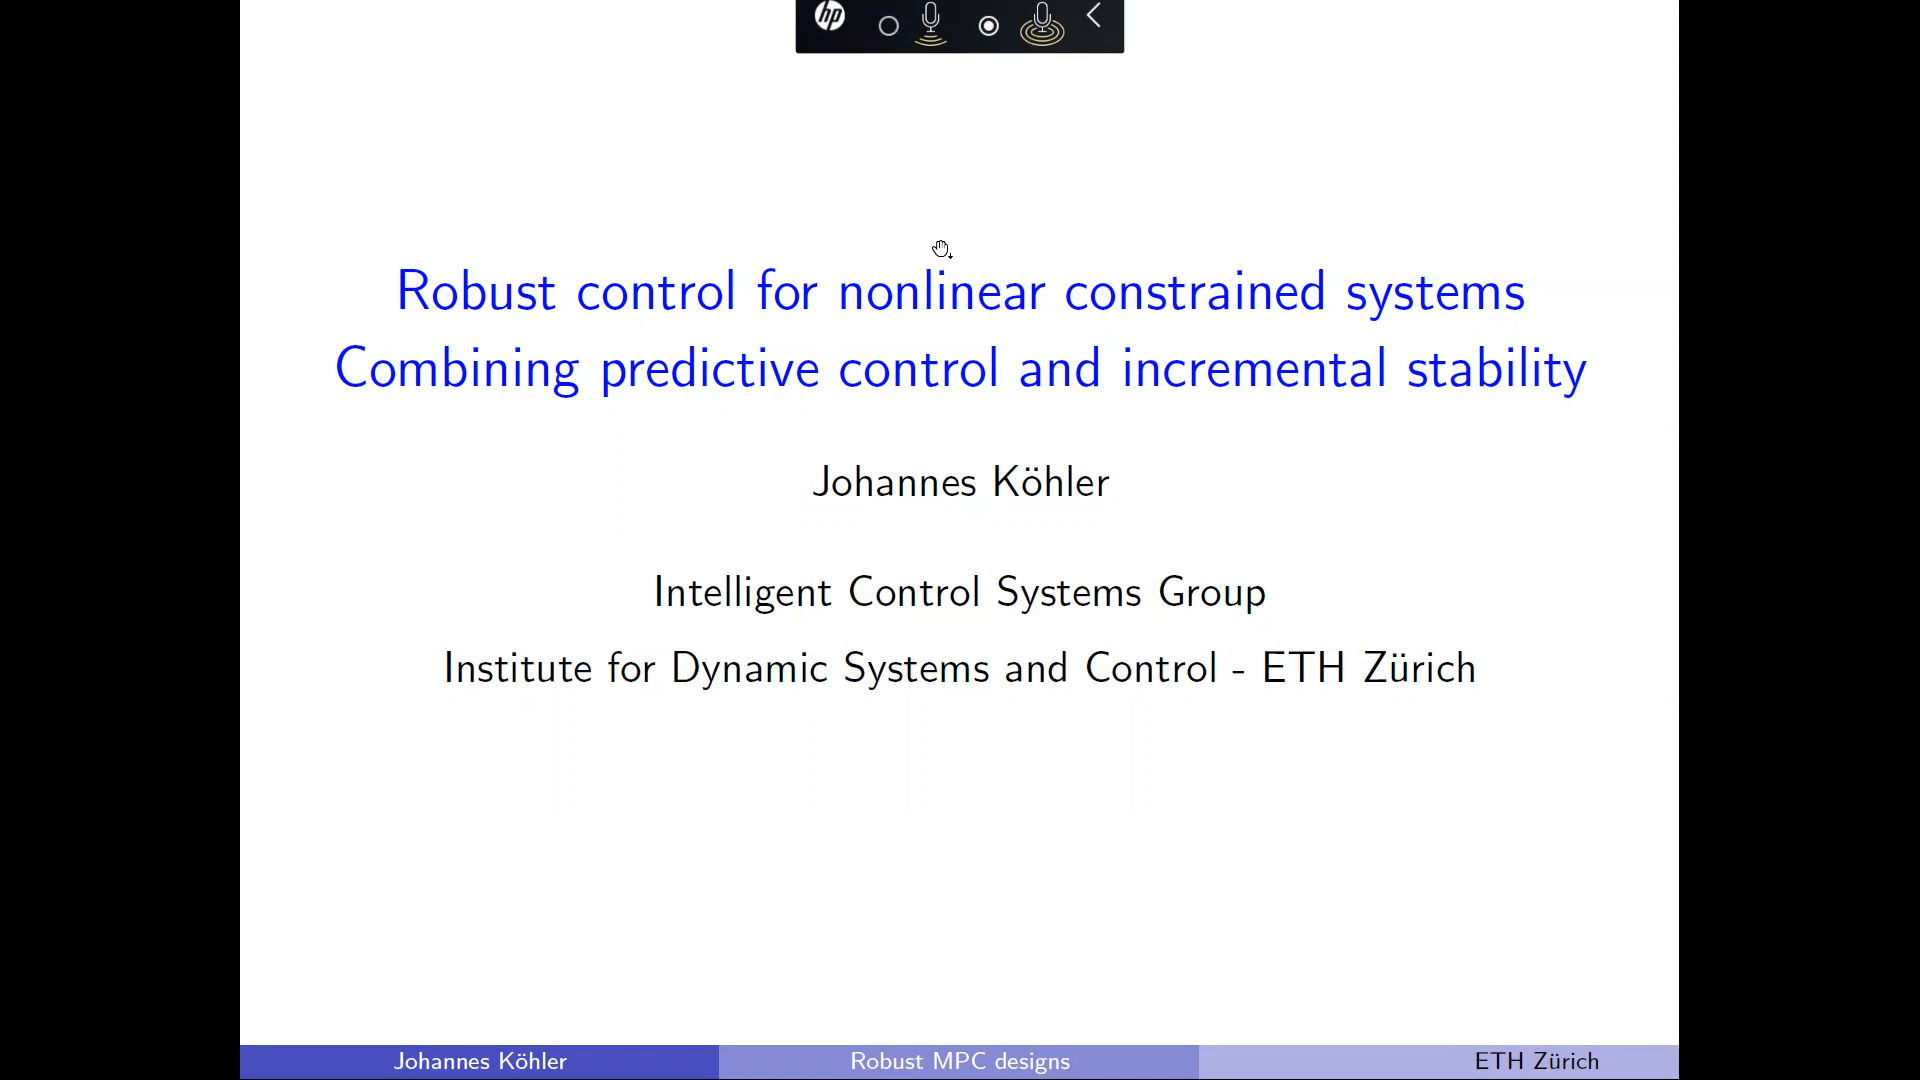 hp
Robust control for nonlinear constrained systems
Combining predictive control and incremental stability
Johannes Köhler
Intelligent Control Systems Group
Institute for Dynamic Systems and Control - ETH Zürich
Johannes Köhler
Robust MPC designs
ETH Zürich